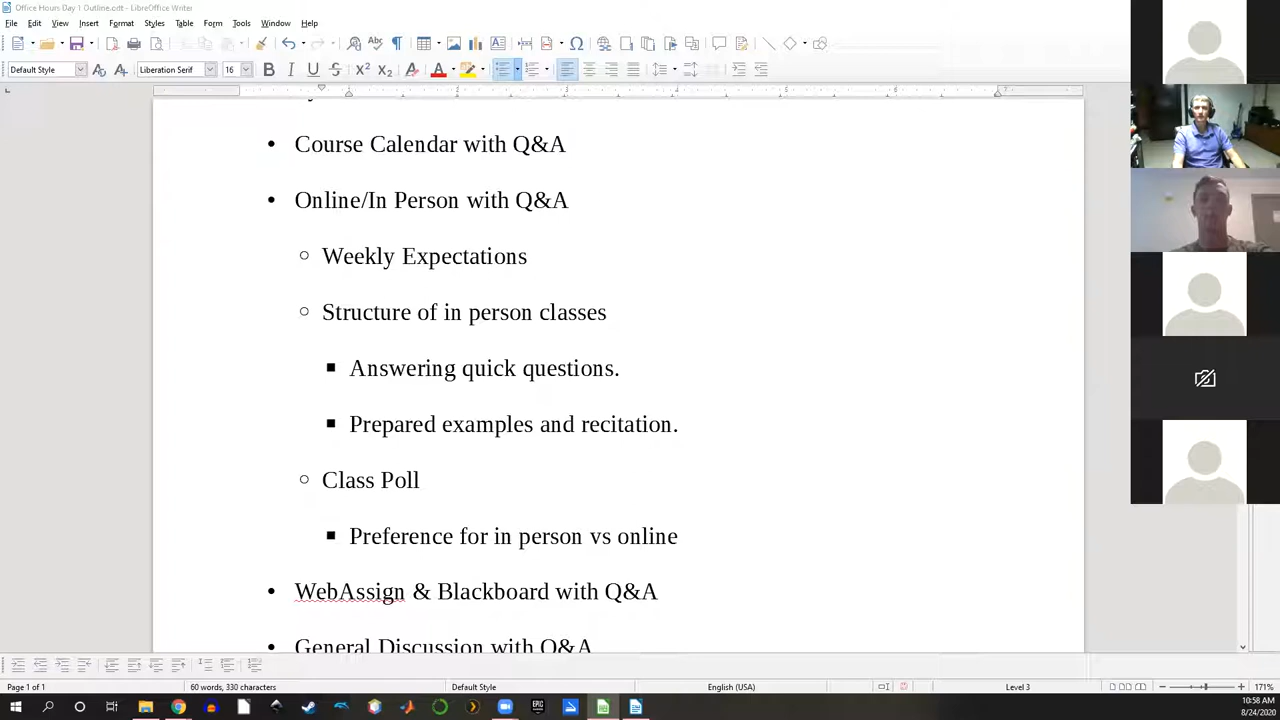 Office Hours Day 1 Outline.odt - LibreOffice Writer
File Edit View Insert Format Styles Table Form Tools Window Help
Default Style Liberation Serif 16
• Course Calendar with Q&A
• Online/In Person with Q&A
○ Weekly Expectations
○ Structure of in person classes
■ Answering quick questions.
■ Prepared examples and recitation.
○ Class Poll
■ Preference for in person vs online
• WebAssign & Blackboard with Q&A
• General Discussion with Q&A
Page 1 of 1 60 words, 330 characters Default Style English (USA) Level 3 171%
10:58 AM
8/24/2020